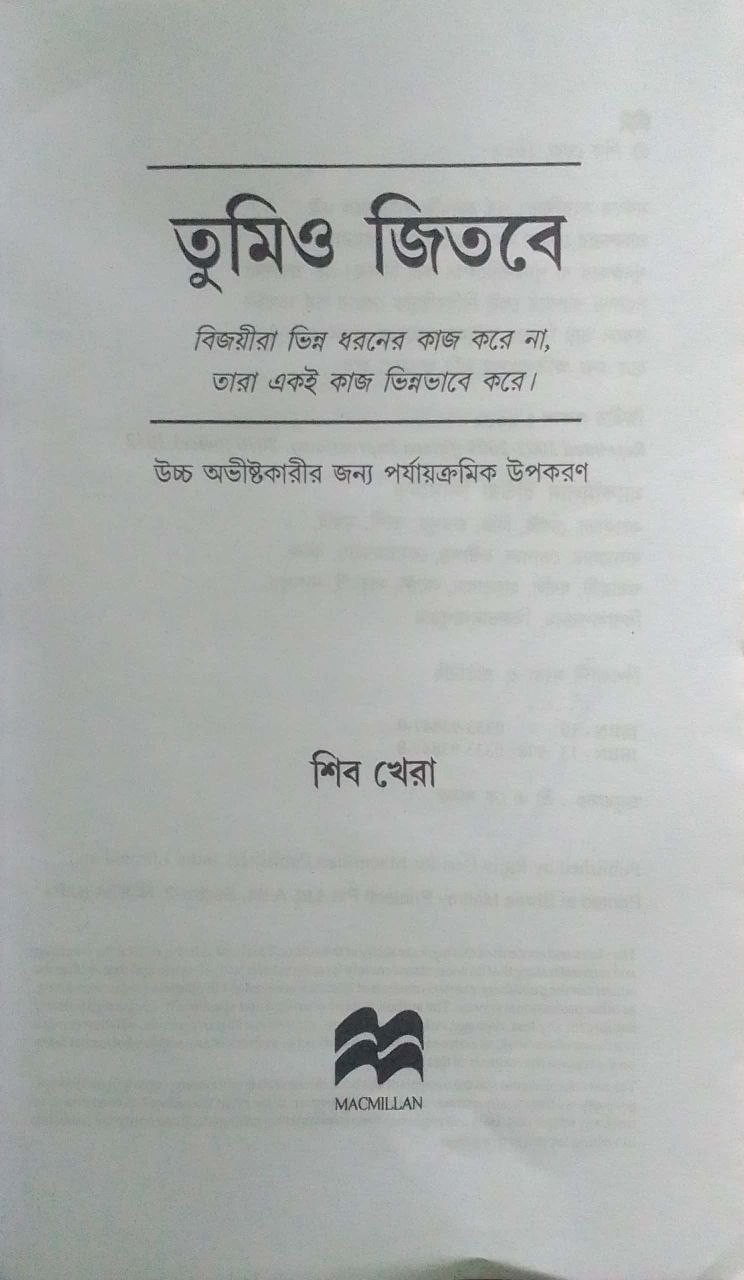 তুমিও জিতবে
বিজয়ীরা ভিন্ন ধরনের কাজ করে না,
তারা একই কাজ ভিন্নভাবে করে।
উচ্চ অভীষ্টকারীর জন্য পর্যায়ক্রমিক উপকরণ
শিব খেরা
MACMILLAN